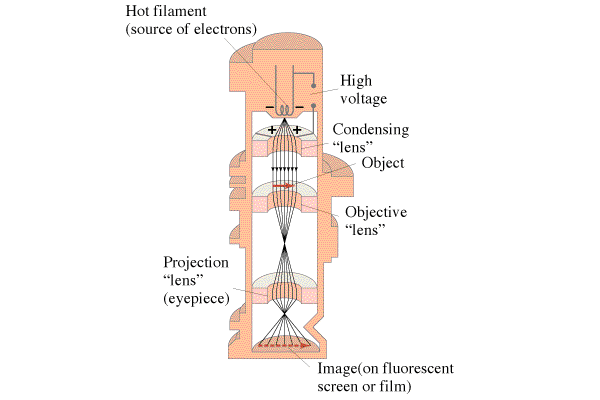 Hot filament
(source of electrons)
High
voltage
− −
+ +
Condensing
“lens”
Object
Objective
“lens”
Projection
“lens”
(eyepiece)
Image(on fluorescent
screen or film)